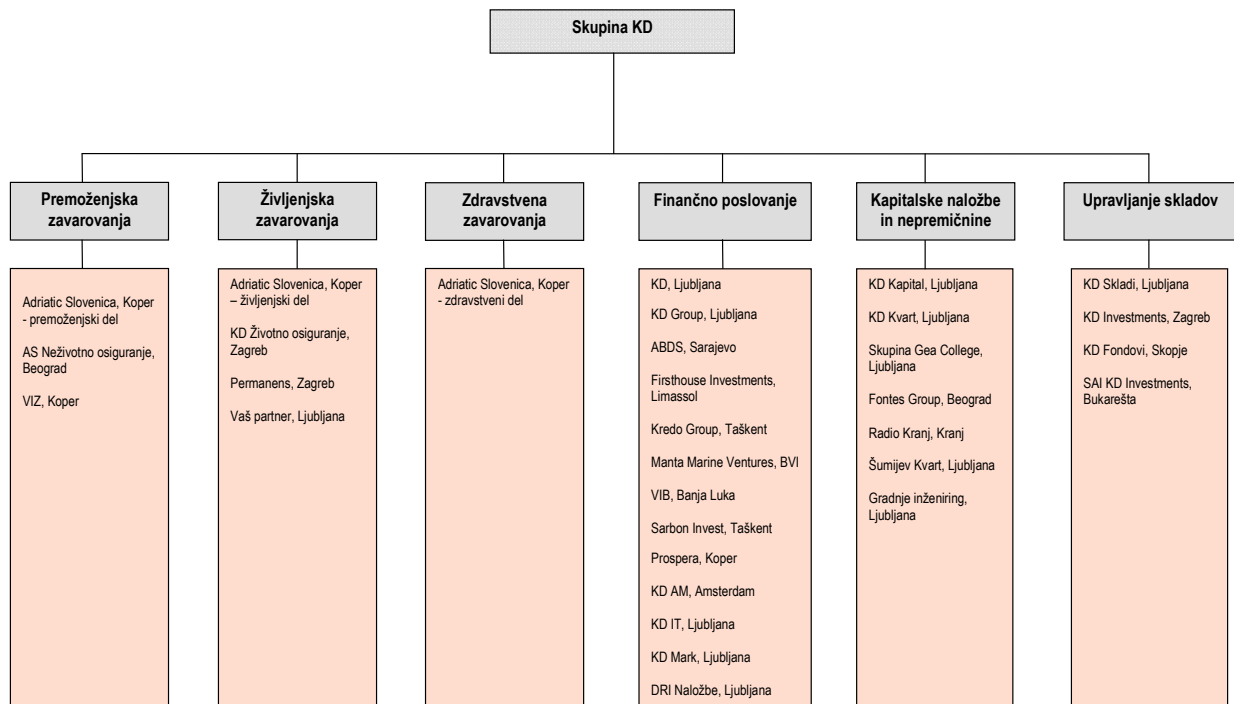 Skupina KD
Premoženjska
zavarovanja
Življenjska
zavarovanja
Zdravstvena
zavarovanja
Finančno poslovanje
Kapitalske naložbe
in nepremičnine
Upravljanje skladov
Adriatic Slovenica, Koper
- premoženjski del
AS Neživotno osiguranje,
Beograd
VIZ, Koper
Adriatic Slovenica, Koper
– življenjski del
KD Životno osiguranje,
Zagreb
Permanens, Zagreb
Vaš partner, Ljubljana
Adriatic Slovenica, Koper
- zdravstveni del
KD, Ljubljana
KD Group, Ljubljana
ABDS, Sarajevo
Firsthouse Investments,
Limassol
Kredo Group, Taškent
Manta Marine Ventures, BVI
VIB, Banja Luka
Sarbon Invest, Taškent
Prospera, Koper
KD AM, Amsterdam
KD IT, Ljubljana
KD Mark, Ljubljana
DRI Naložbe, Ljubljana
KD Kapital, Ljubljana
KD Kvart, Ljubljana
Skupina Gea College,
Ljubljana
Fontes Group, Beograd
Radio Kranj, Kranj
Šumijev Kvart, Ljubljana
Gradnje inženiring,
Ljubljana
KD Skladi, Ljubljana
KD Investments, Zagreb
KD Fondovi, Skopje
SAI KD Investments,
Bukarešta